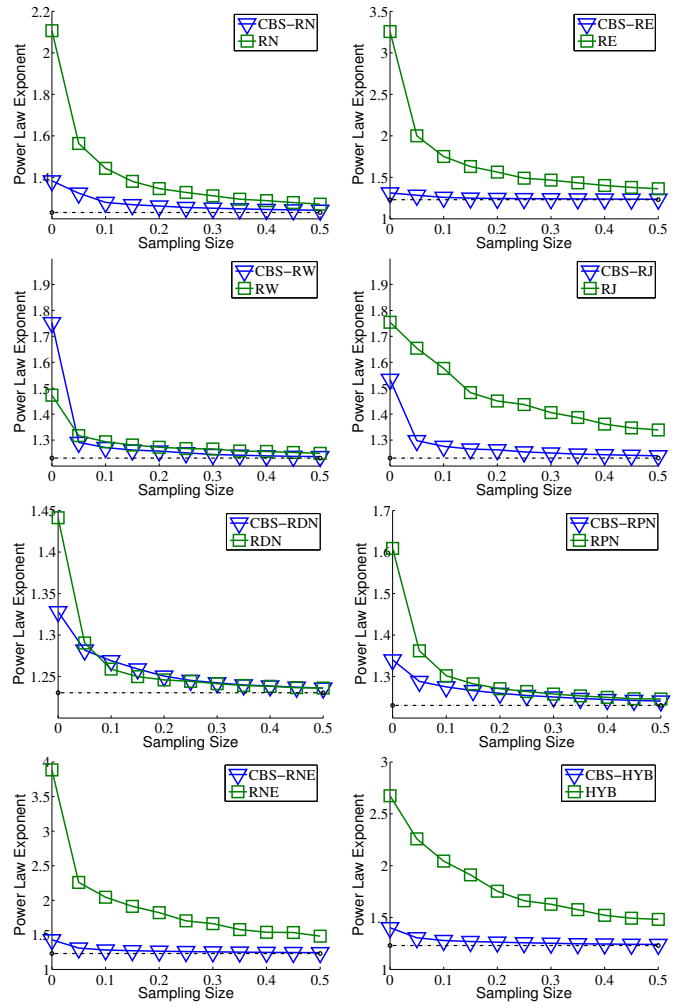 2.2
2
1.6
1.4
1
Power Law Exponent
CBS-RN
RN
0 0.1 0.2 0.3 0.4 0.5
Sampling Size
3.5
3
2
1.5
1
Power Law Exponent
CBS-RE
RE
0 0.1 0.2 0.3 0.4 0.5
Sampling Size
1.9
1.8
1.7
1.6
1.5
1.4
1.3
Power Law Exponent
CBS-RW
RW
0 0.1 0.2 0.3 0.4 0.5
Sampling Size
1.9
1.8
1.7
1.6
1.5
1.4
1.3
Power Law Exponent
CBS-RJ
RJ
0 0.1 0.2 0.3 0.4 0.5
Sampling Size
1.45
1.35
1.3
1.25
Power Law Exponent
CBS-RDN
RDN
0 0.1 0.2 0.3 0.4 0.5
Sampling Size
1.7
1.6
1.5
1.4
1.3
Power Law Exponent
CBS-RPN
RPN
0 0.1 0.2 0.3 0.4 0.5
Sampling Size
4
3.5
3
2.5
2
1.5
1
Power Law Exponent
CBS-RNE
RNE
0 0.1 0.2 0.3 0.4 0.5
Sampling Size
3
2.5
2
1.5
1
Power Law Exponent
CBS-HYB
HYB
0 0.1 0.2 0.3 0.4 0.5
Sampling Size